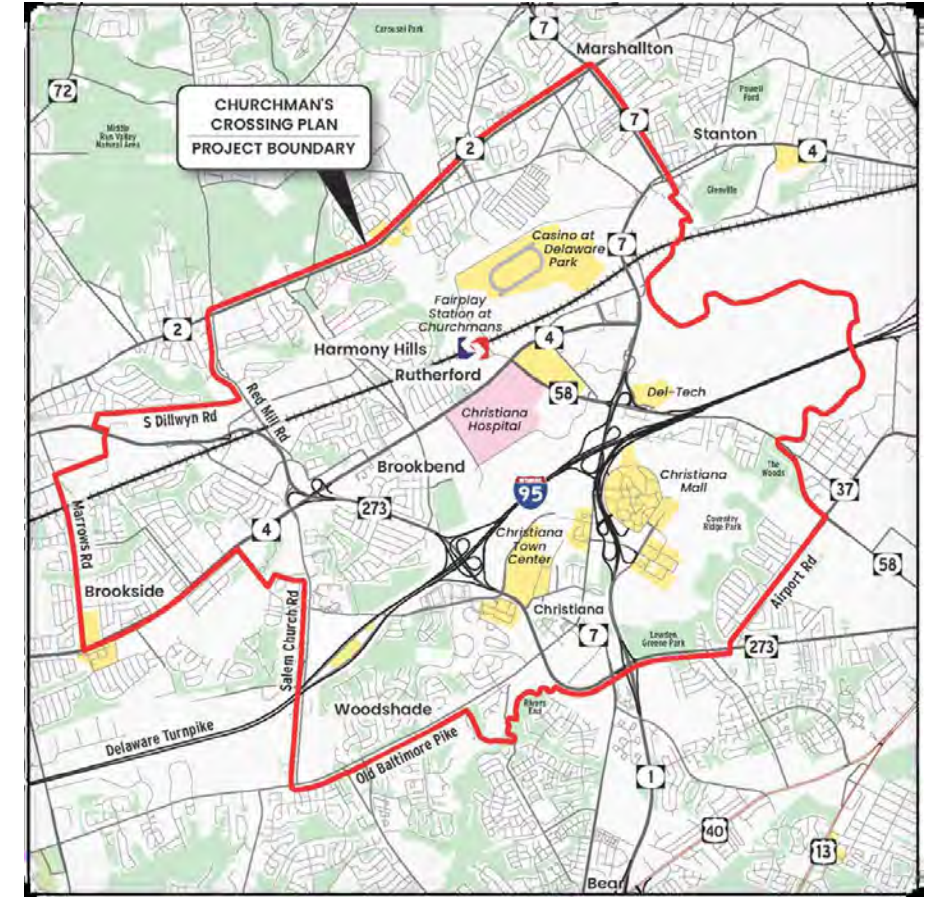 Carousel Park
7
Marshallton
72
Powell
Ford
CHURCHMAN'S
CROSSING PLAN
PROJECT BOUNDARY
7
Stanton
Middle
Run Valley
Natural Area
2
4
Glenville
Casino at
Delaware
Park
7
Fairplay
Station at
Churchmans
2
4
Harmony Hills
Rutherford
Red Mill Rd
58
Del-Tech
S Dillwyn Rd
Christiana
Hospital
The
Woods
Brookbend
Christiana
Mall
INTERSTATE
95
37
273
Marrows Rd
4
Christiana
Town
Center
Coventry
Ridge Park
58
Brookside
Airport Rd
Salem Church Rd
Christiana
7
Leaden
Greene Park
273
Woodshade
Rivers
End
Delaware Turnpike
Old Baltimore Pike
1
40
13
Bear